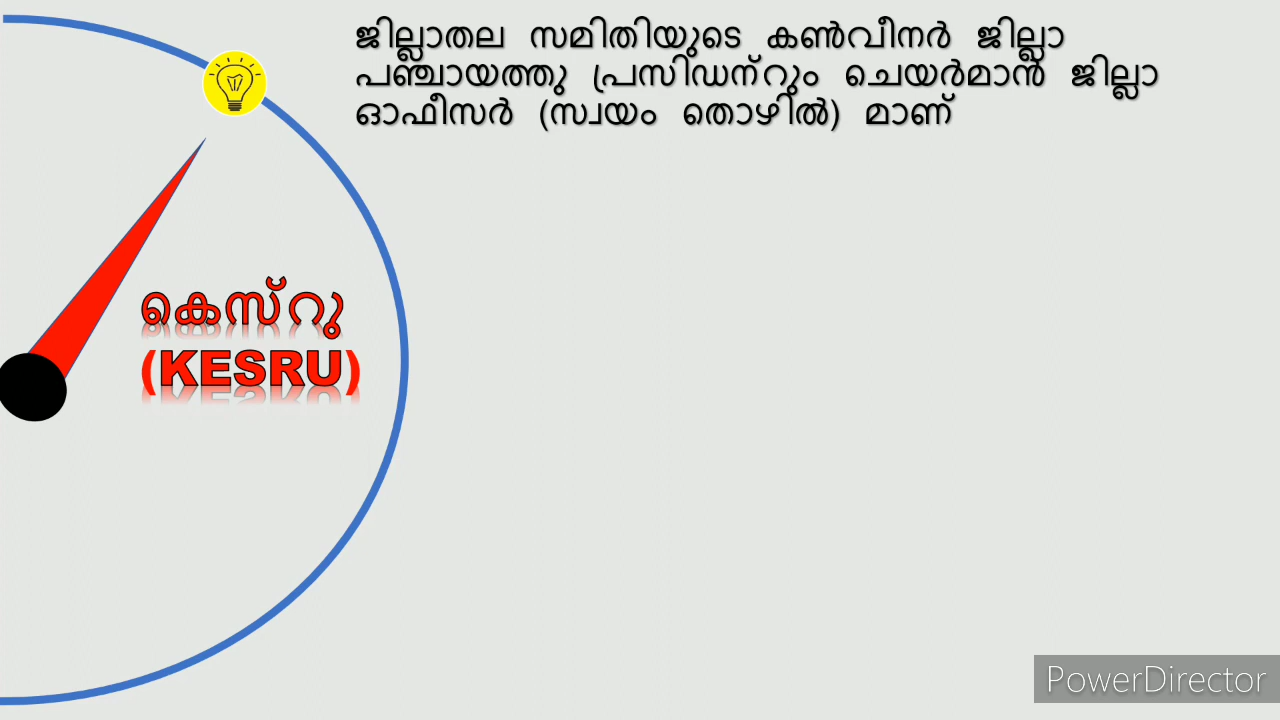 ജില്ലാതല സമിതിയുടെ കൺവീനർ ജില്ലാ
പഞ്ചായത്തു പ്രസിഡന്റും ചെയർമാൻ ജില്ലാ
ഓഫീസർ (സ്വയം തൊഴിൽ) മാണ്
കെസ്റു
(KESRU)
PowerDirector